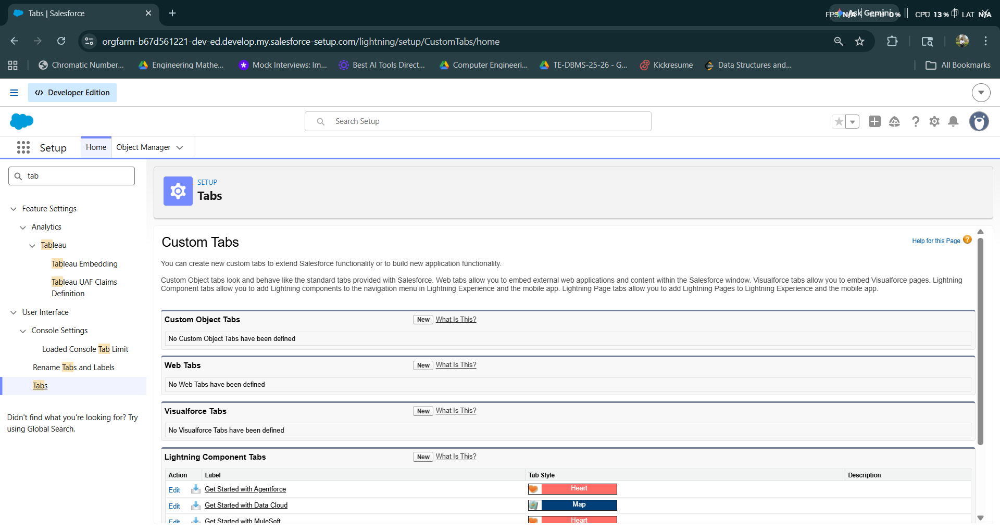 Tabs | Salesforce
Ask Gemini
FPS N/A GPU 0 % CPU 13 % LAT N/A
orgfarm-b67d561221-dev-ed.develop.my.salesforce-setup.com/lightning/setup/CustomTabs/home
Chromatic Number... Engineering Mathe... Mock Interviews: Im... Best AI Tools Direct... Computer Engineeri... TE-DBMS-25-26 - G... Kickresume Data Structures and... All Bookmarks
Developer Edition
Search Setup
Setup Home Object Manager
tab
Feature Settings
Analytics
Tableau
Tableau Embedding
Tableau UAF Claims
Definition
User Interface
Console Settings
Loaded Console Tab Limit
Rename Tabs and Labels
Tabs
Didn't find what you're looking for? Try
using Global Search.
SETUP
Tabs
Custom Tabs
Help for this Page
You can create new custom tabs to extend Salesforce functionality or to build new application functionality.
Custom Object tabs look and behave like the standard tabs provided with Salesforce. Web tabs allow you to embed external web applications and content within the Salesforce window. Visualforce tabs allow you to embed Visualforce pages. Lightning
Component tabs allow you to add Lightning components to the navigation menu in Lightning Experience and the mobile app. Lightning Page tabs allow you to add Lightning Pages to Lightning Experience and the mobile app.
Custom Object Tabs New What Is This?
No Custom Object Tabs have been defined
Web Tabs New What Is This?
No Web Tabs have been defined
Visualforce Tabs New What Is This?
No Visualforce Tabs have been defined
Lightning Component Tabs New What Is This?
Action Label Tab Style Description
Edit Get Started with Agentforce Heart
Edit Get Started with Data Cloud Map
Edit Get Started with MuleSoft Heart